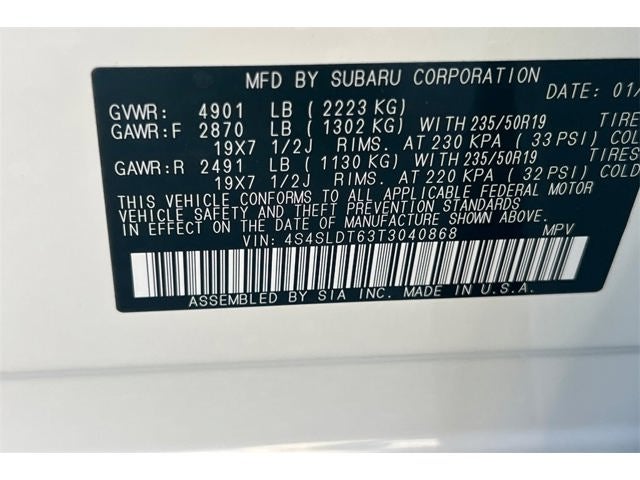 MFD BY SUBARU CORPORATION
DATE: 01/
GVWR: 4901 LB ( 2223 KG)
GAWR:F 2870 LB ( 1302 KG) WITH 235/50R19 TIRE
19X7 1/2J RIMS. AT 230 KPA ( 33 PSI) COLD
GAWR:R 2491 LB ( 1130 KG) WITH 235/50R19 TIRES
19X7 1/2J RIMS. AT 220 KPA ( 32 PSI) COLD
THIS VEHICLE CONFORMS TO ALL APPLICABLE FEDERAL MOTOR
VEHICLE SAFETY AND THEFT PREVENTION STANDARDS
IN EFFECT ON THE DATE OF MANUFACTURE SHOWN ABOVE.
VIN: 4S4SLDT63T3040868 MPV
ASSEMBLED BY SIA INC. MADE IN U.S.A.